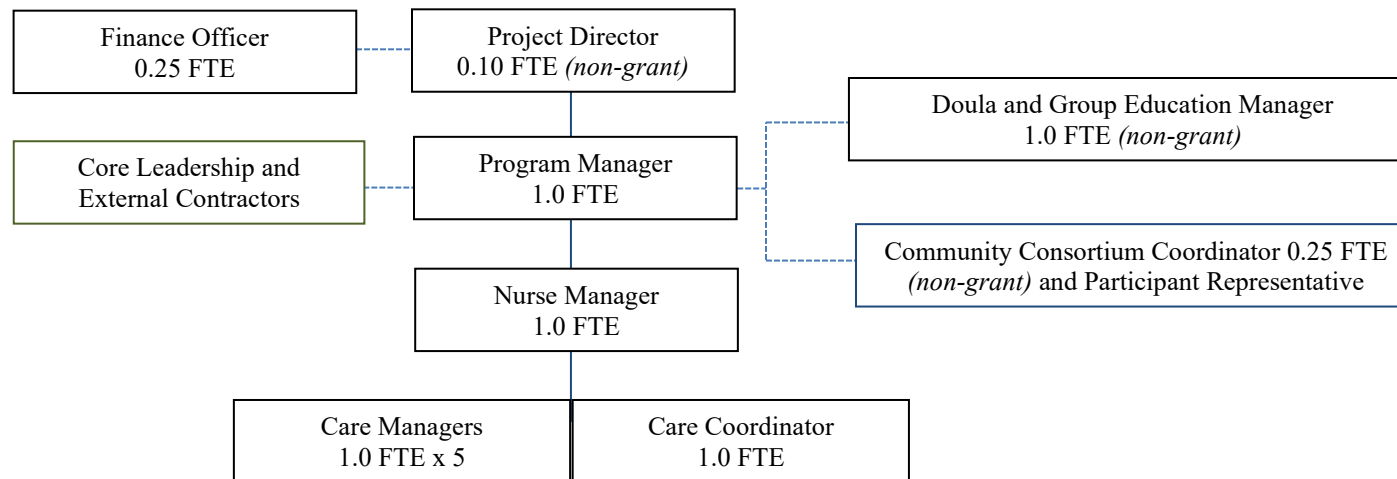 Finance Officer
0.25 FTE
Project Director
0.10 FTE (non-grant)
Doula and Group Education Manager
1.0 FTE (non-grant)
Core Leadership and
External Contractors
Program Manager
1.0 FTE
Community Consortium Coordinator 0.25 FTE
(non-grant) and Participant Representative
Nurse Manager
1.0 FTE
Care Managers
1.0 FTE x 5
Care Coordinator
1.0 FTE